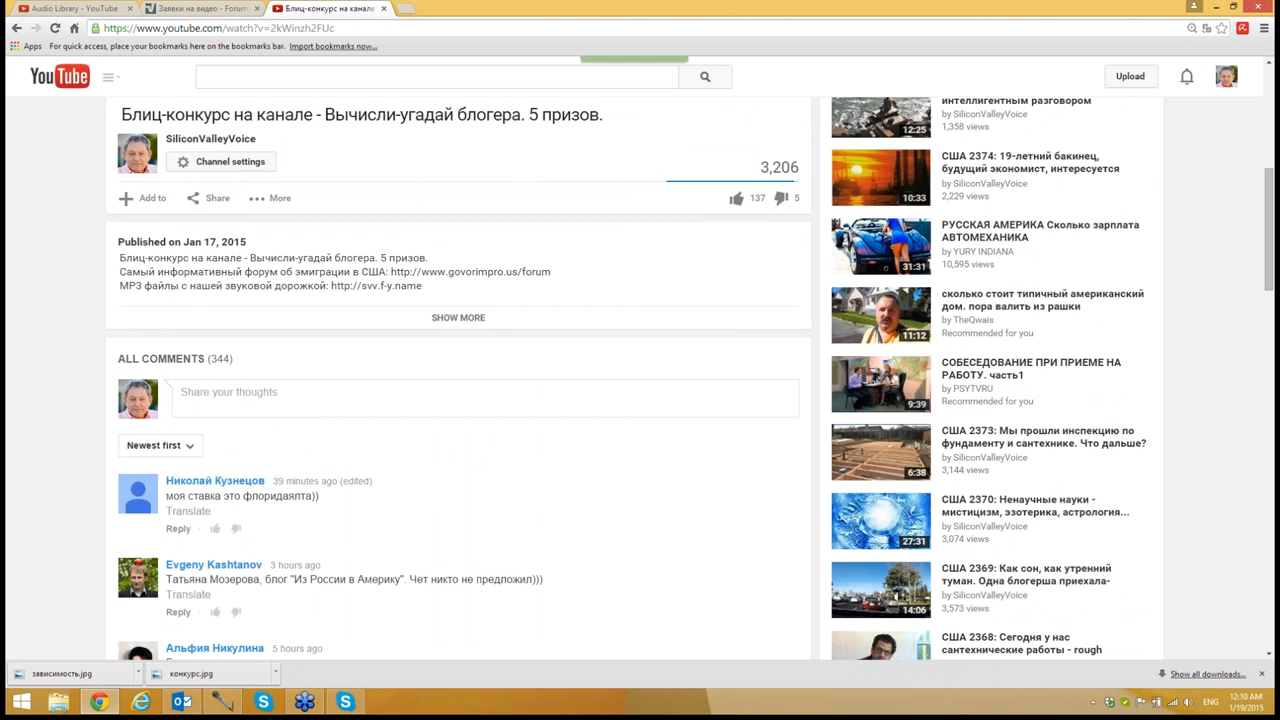 Audio Library - YouTube
Заявки на видео - Forum
Блиц-конкурс на канале
https://www.youtube.com/watch?v=2kWinzh2FUc
Apps
For quick access, place your bookmarks here on the bookmarks bar.
Import bookmarks now...
YouTube
Upload
Блиц-конкурс на канале - Вычисли-угадай блогера. 5 призов.
SiliconValleyVoice
Channel settings
3,206
Add to
Share
More
137
5
Published on Jan 17, 2015
Блиц-конкурс на канале - Вычисли-угадай блогера. 5 призов.
Самый информативный форум об эмиграции в США: http://www.govorimpro.us/forum
MP3 файлы с нашей звуковой дорожкой: http://svv.f-y.name
SHOW MORE
ALL COMMENTS (344)
Share your thoughts
Newest first
Николай Кузнецов 39 minutes ago (edited)
моя ставка это флоридаялта))
Translate
Reply
Evgeny Kashtanov 3 hours ago
Татьяна Мозерова, блог "Из России в Америку". Чет никто не предложил)))
Translate
Reply
Альфия Никулина 5 hours ago
интеллигентным разговором
by SiliconValleyVoice
1,358 views
12:25
США 2374: 19-летний бакинец,
будущий экономист, интересуется
by SiliconValleyVoice
2,229 views
10:33
РУССКАЯ АМЕРИКА Сколько зарплата
АВТОМЕХАНИКА
by YURY INDIANA
10,595 views
31:31
сколько стоит типичный американский
дом. пора валить из рашки
by TheQwais
Recommended for you
11:12
СОБЕСЕДОВАНИЕ ПРИ ПРИЕМЕ НА
РАБОТУ. часть1
by PSYTVRU
Recommended for you
9:39
США 2373: Мы прошли инспекцию по
фундаменту и сантехнике. Что дальше?
by SiliconValleyVoice
3,144 views
6:38
США 2370: Ненаучные науки -
мистицизм, эзотерика, астрология...
by SiliconValleyVoice
3,074 views
27:31
США 2369: Как сон, как утренний
туман. Одна блогерша приехала-
by SiliconValleyVoice
3,573 views
14:06
США 2368: Сегодня у нас
сантехнические работы - rough
by SiliconValleyVoice
зависимость.jpg
конкурс.jpg
Show all downloads...
ENG
12:10 AM
1/19/2015